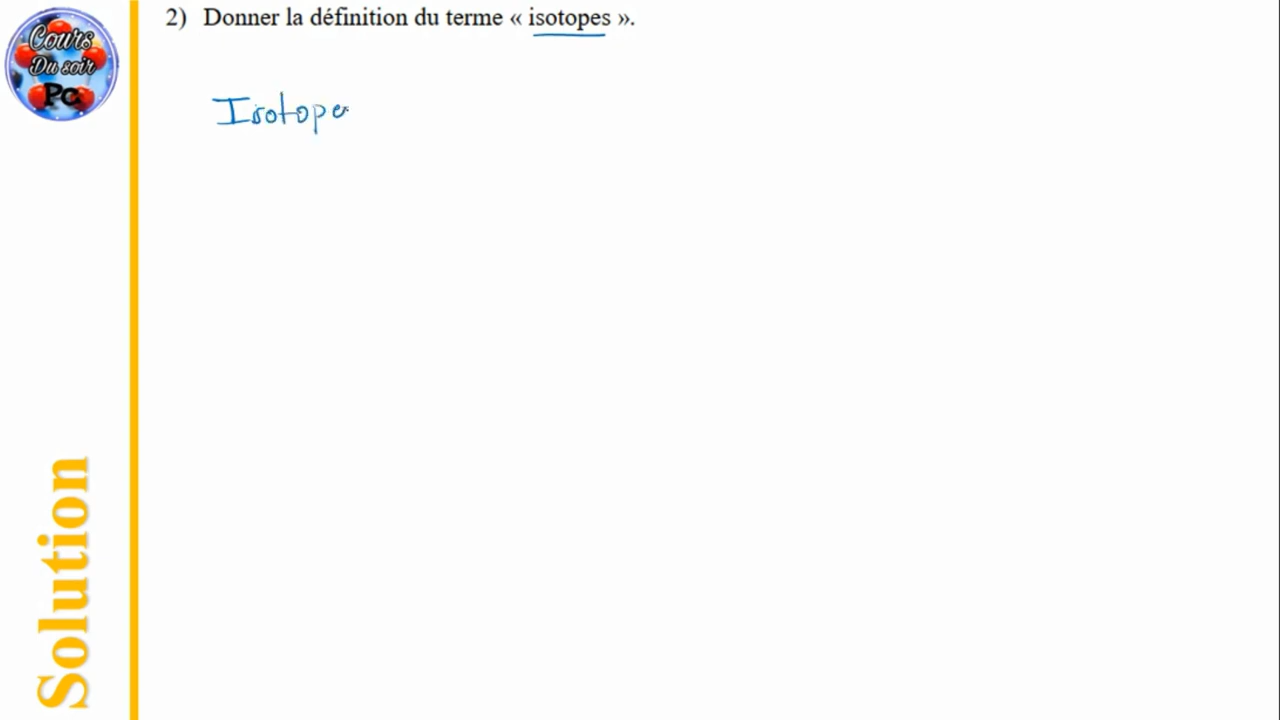 Cours
Du soir
PC
2) Donner la définition du terme « isotopes ».
Isotope
Solution